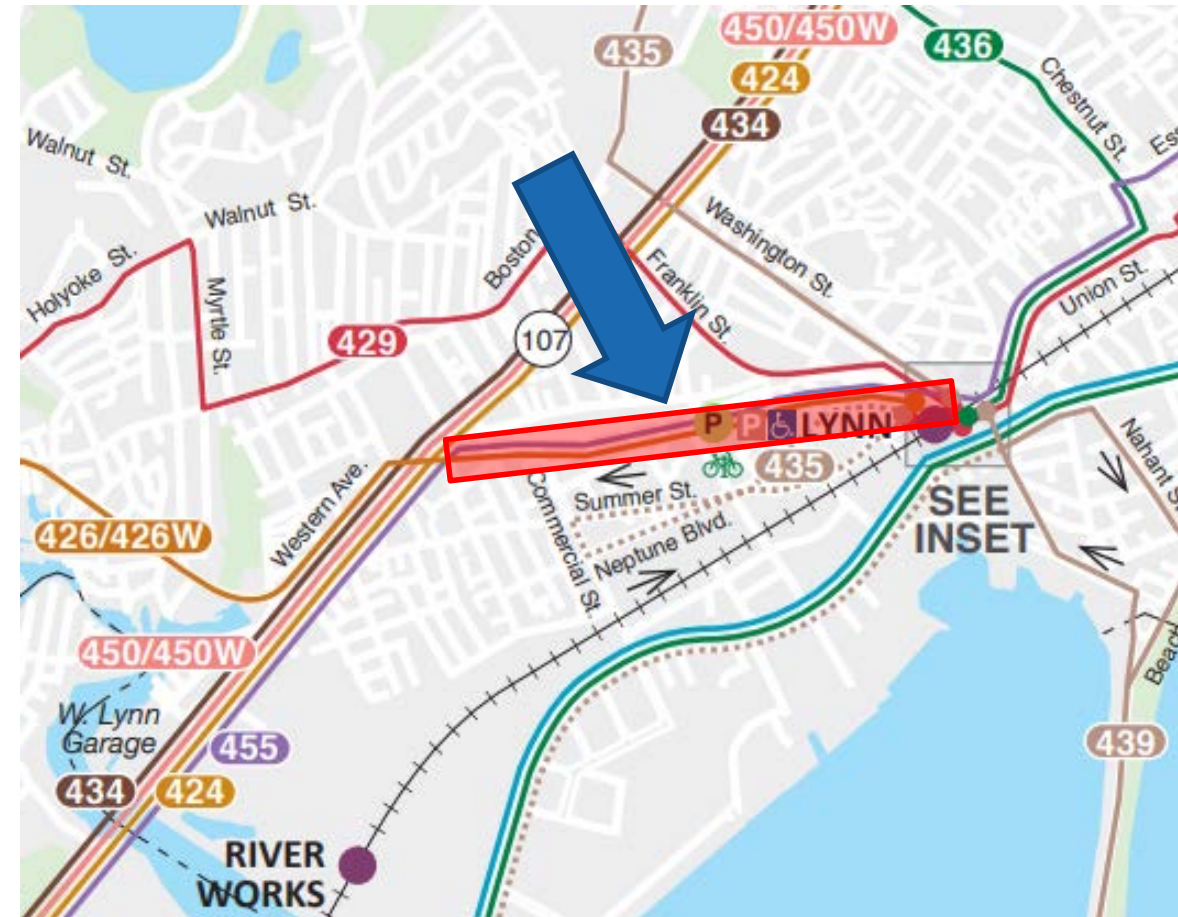 450/450W
435
436
424
434
Chestnut St.
Ess
Walnut St.
Walnut St.
Washington St.
Holyoke St.
Boston
Franklin St.
Union St.
Myrtle St.
107
429
P
P
LYNN
435
Nahant S
Western Ave.
Commercial St.
Summer St.
SEE
INSET
426/426W
Neptune Blvd.
450/450W
Beach
W. Lynn
Garage
455
439
434
424
RIVER
WORKS